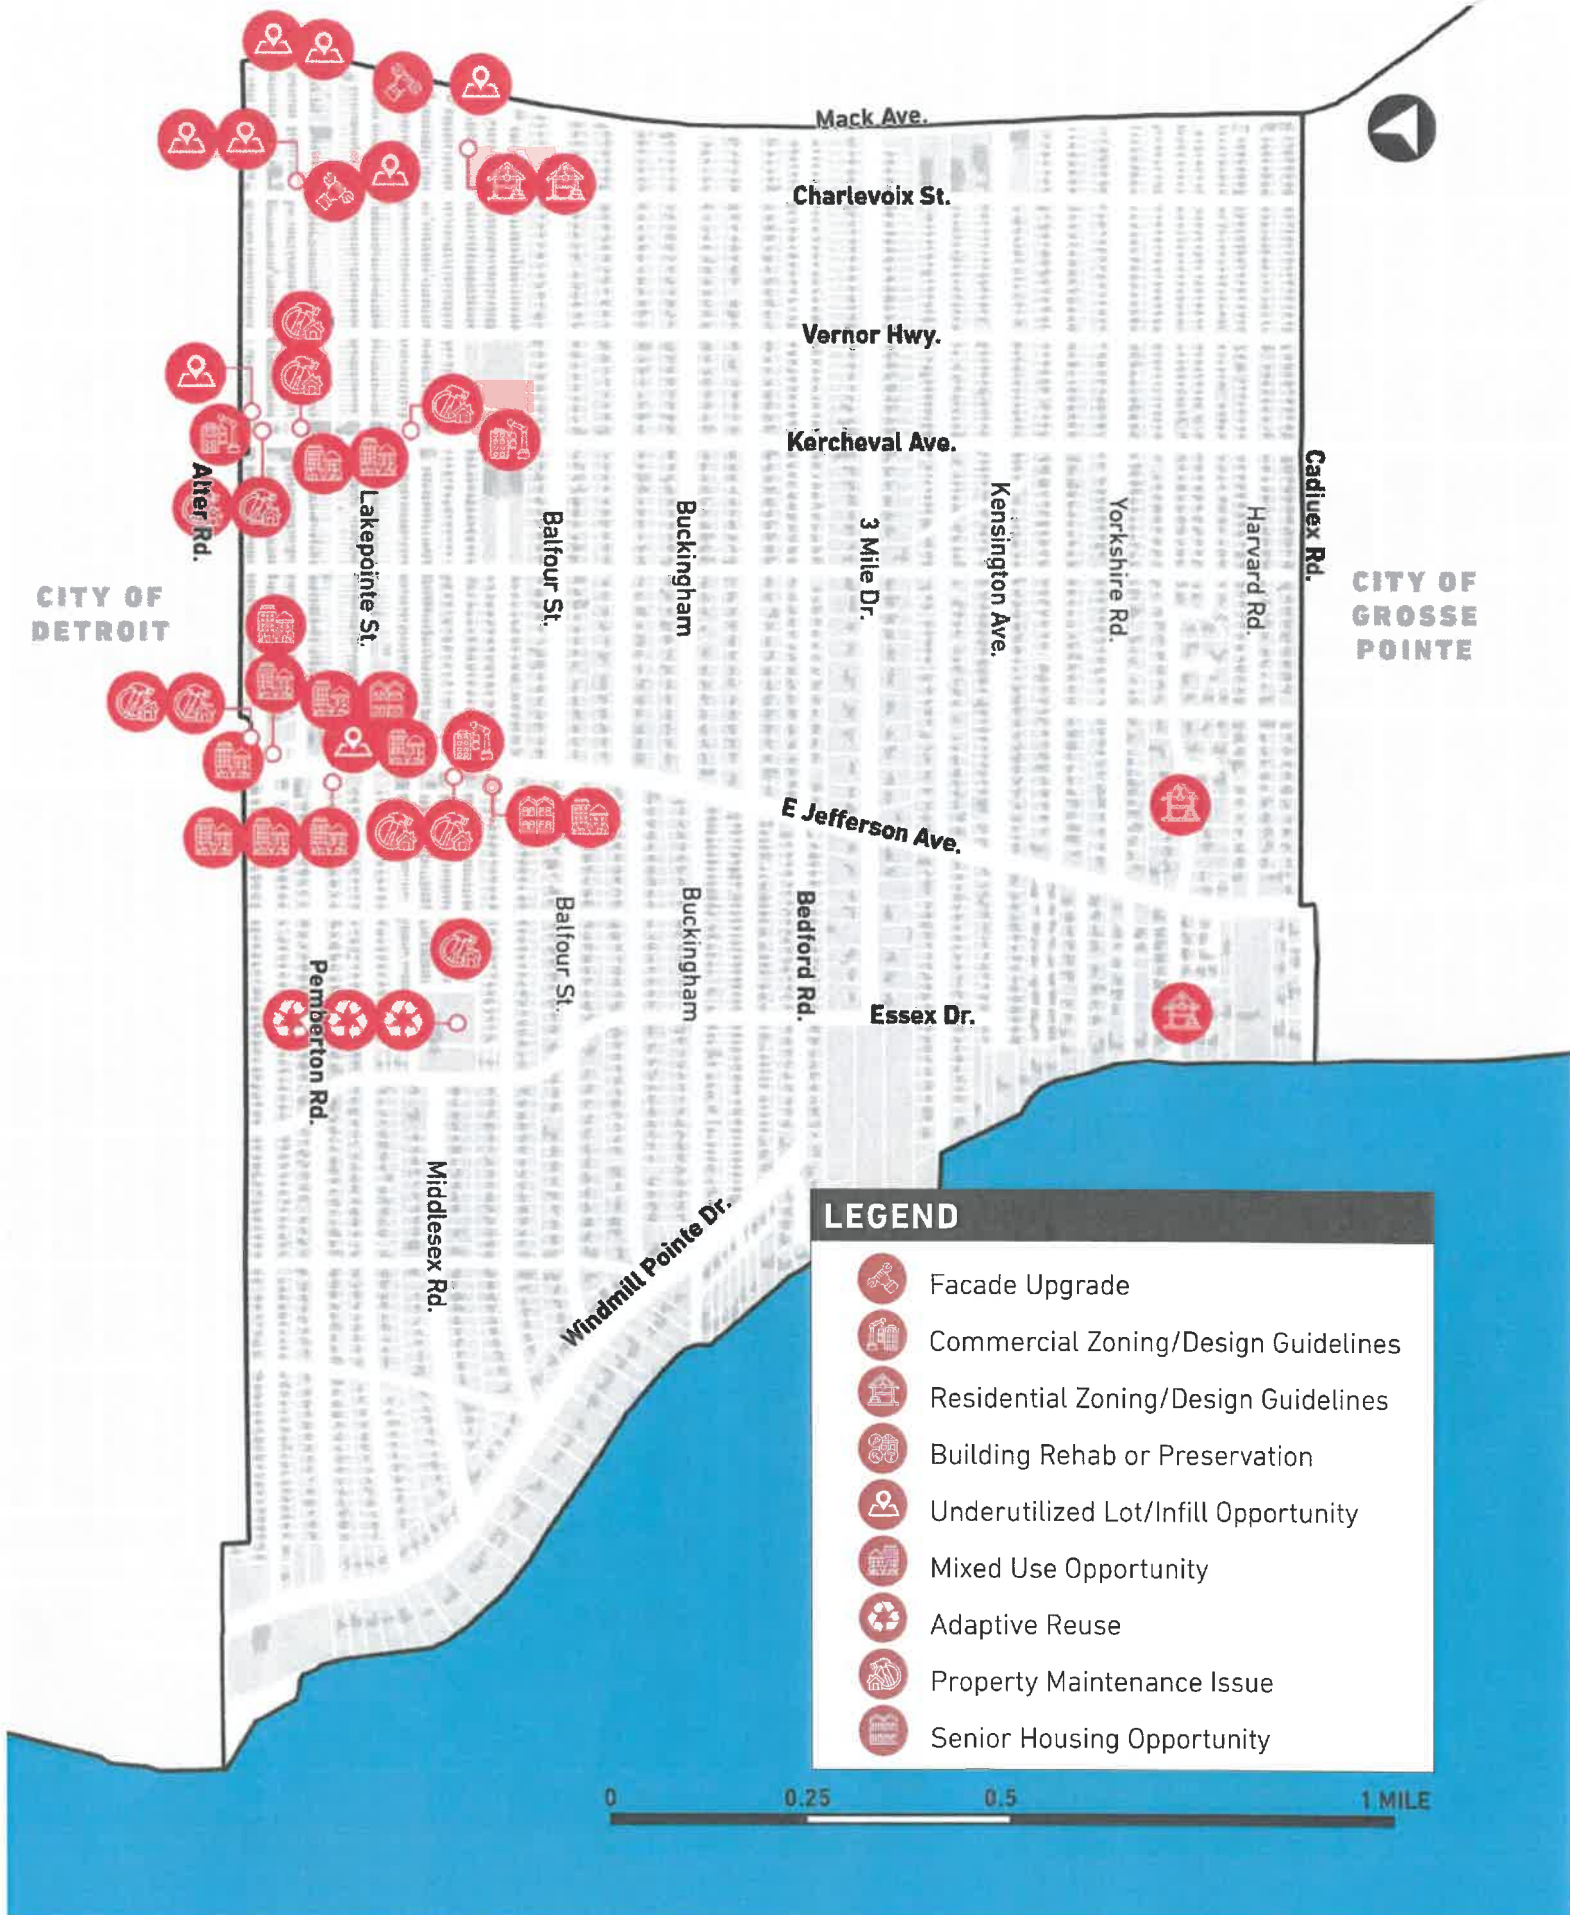 Mack Ave.
Charlevoix St.
Vernor Hwy.
Kercheval Ave.
Alter Rd.
Lakepointe St.
Balfour St.
Buckingham
3 Mile Dr.
Kensington Ave.
Yorkshire Rd.
Harvard Rd.
Cadiuex Rd.
CITY OF
DETROIT
CITY OF
GROSSE
POINTE
E Jefferson Ave.
Balfour St.
Buckingham
Bedford Rd.
Essex Dr.
Pemberton Rd.
Middlesex Rd.
Windmill Pointe Dr.
LEGEND
Facade Upgrade
Commercial Zoning/Design Guidelines
Residential Zoning/Design Guidelines
Building Rehab or Preservation
Underutilized Lot/Infill Opportunity
Mixed Use Opportunity
Adaptive Reuse
Property Maintenance Issue
Senior Housing Opportunity
0 0.25 0.5 1 MILE